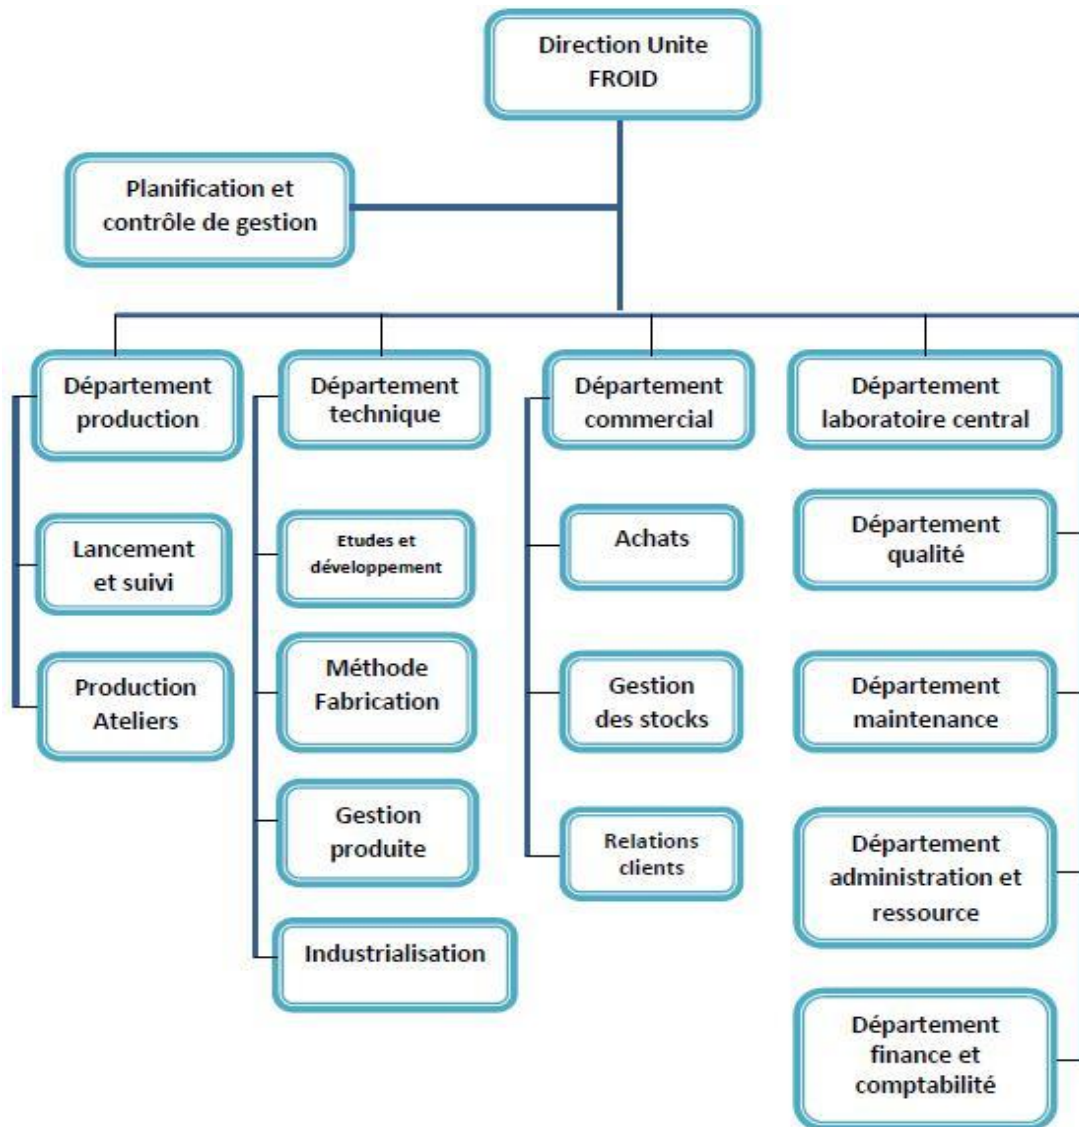 Direction Unite
FROID
Planification et
contrôle de gestion
Département
production
Département
technique
Département
commercial
Département
laboratoire central
Lancement
et suivi
Etudes et
développement
Achats
Département
qualité
Production
Ateliers
Méthode
Fabrication
Gestion
des stocks
Département
maintenance
Gestion
produite
Relations
clients
Département
administration et
ressource
Industrialisation
Département
finance et
comptabilité